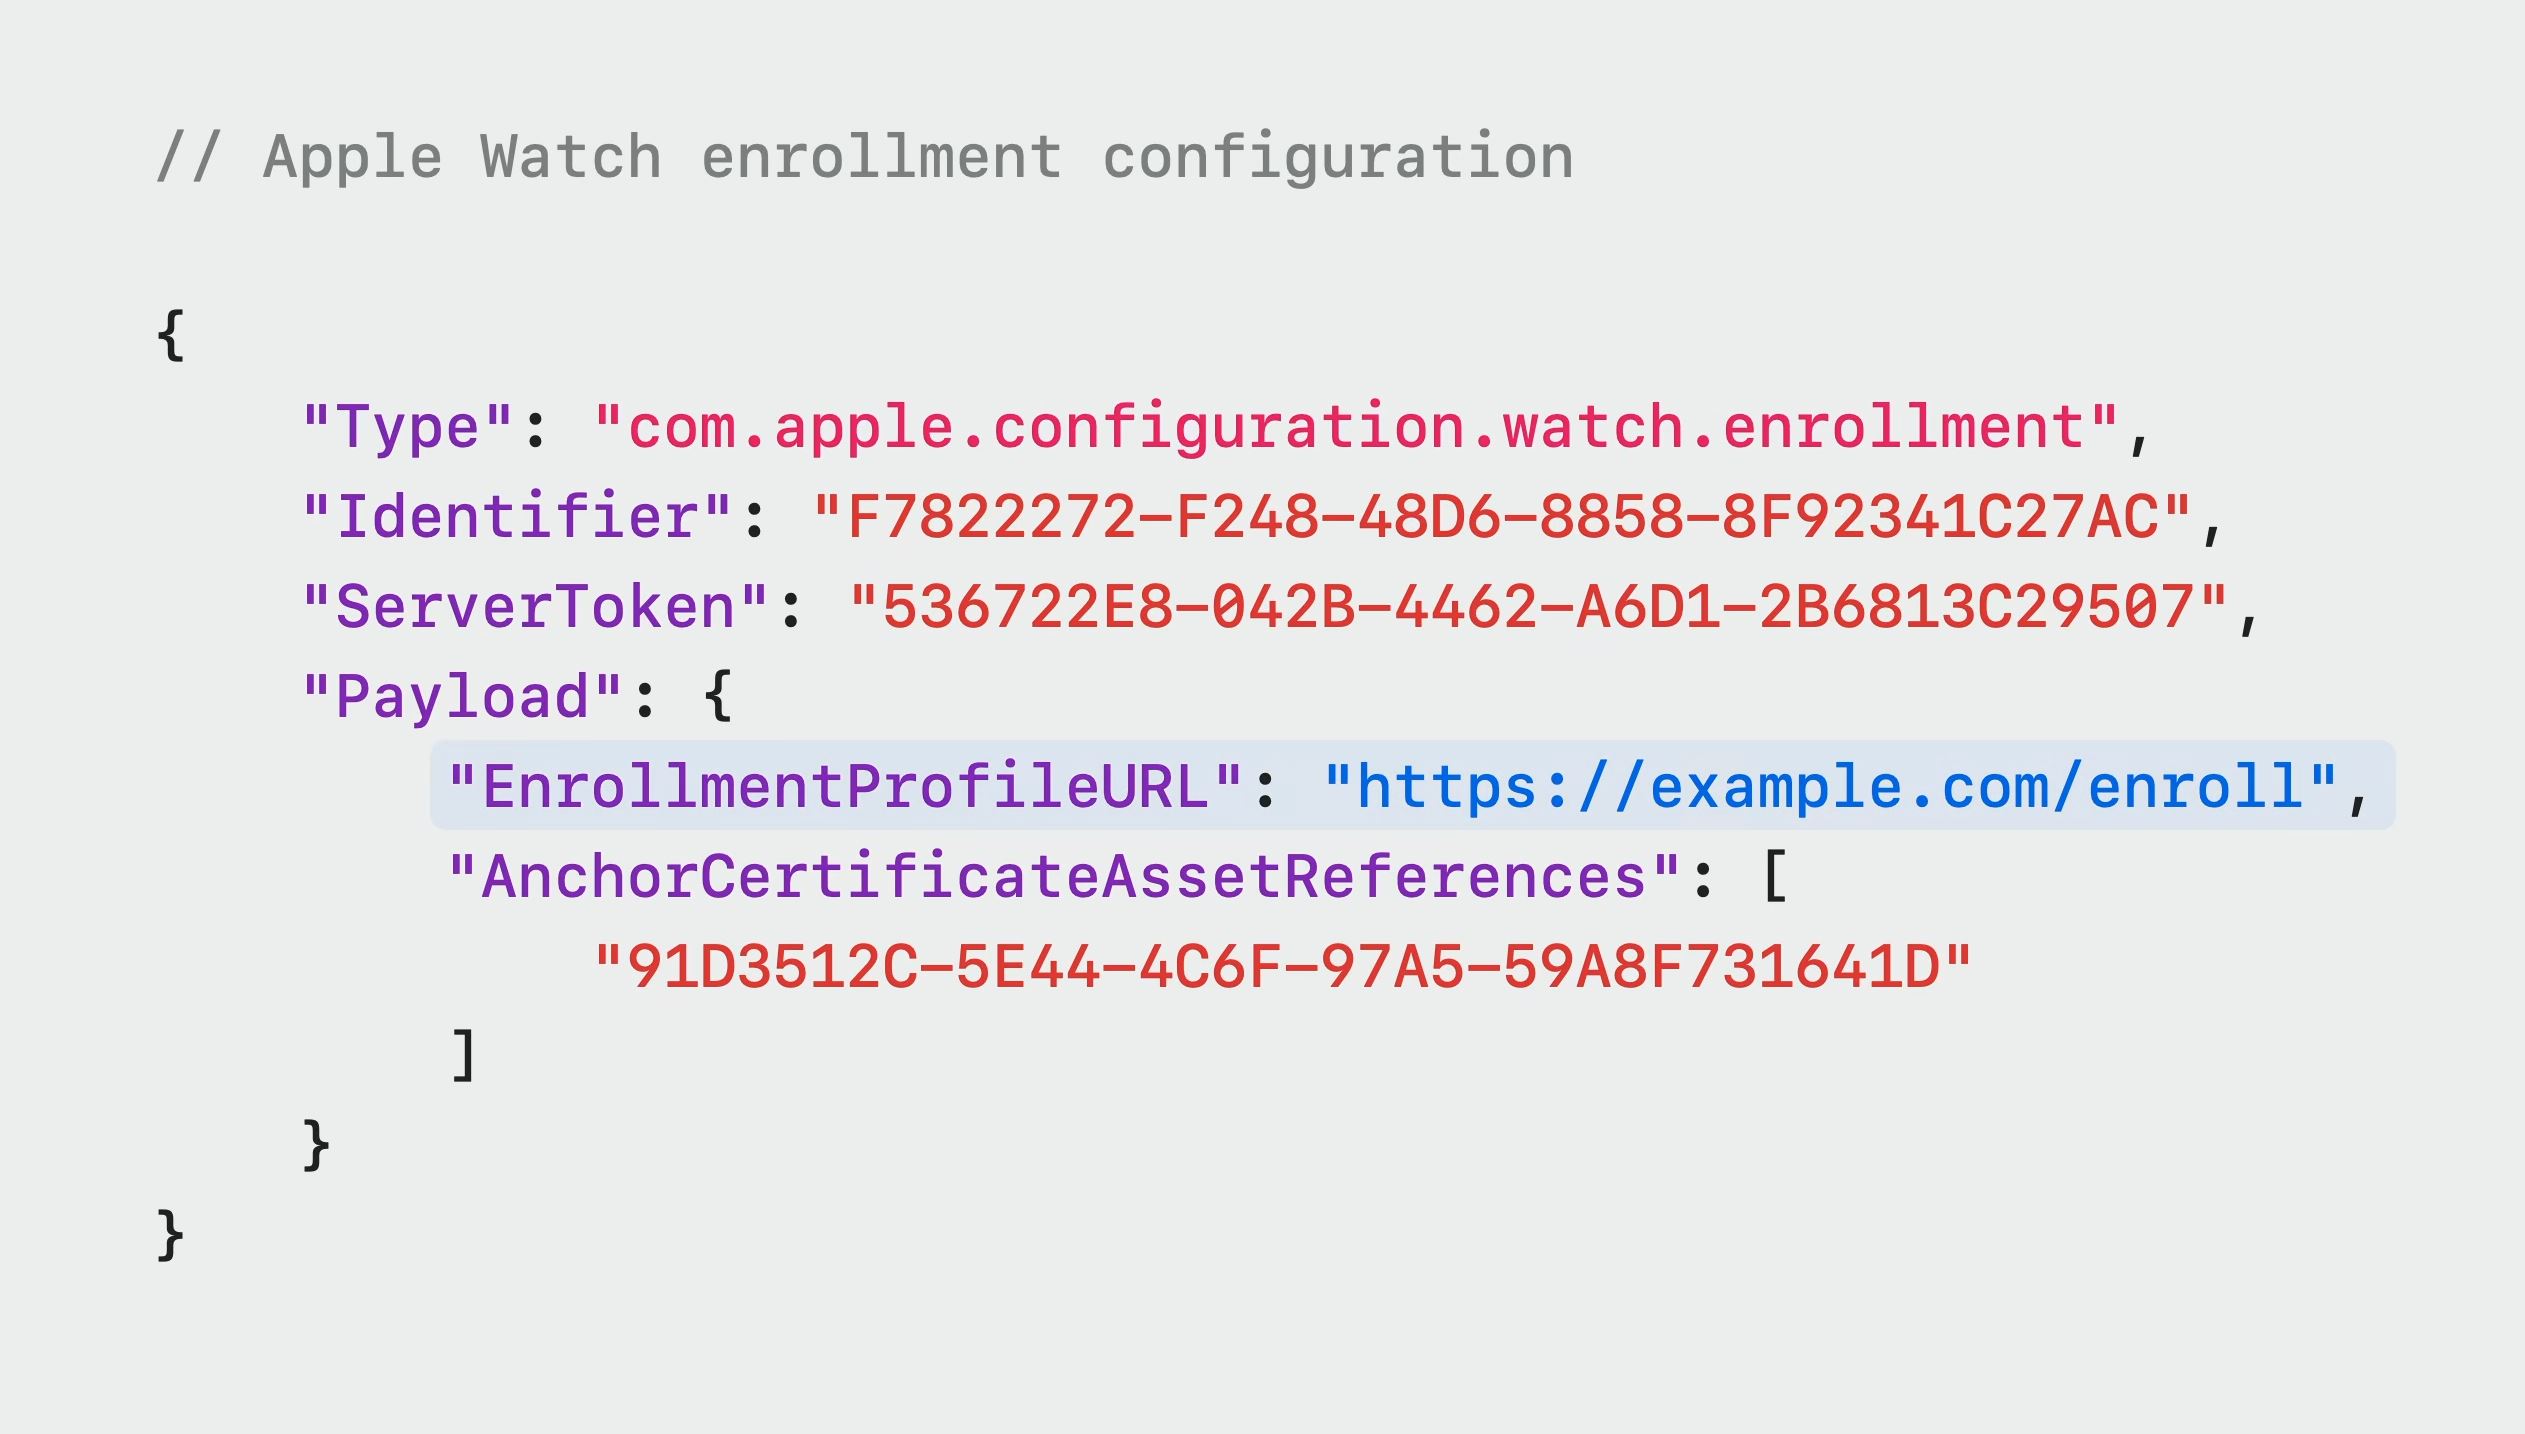 // Apple Watch enrollment configuration
{
"Type": "com.apple.configuration.watch.enrollment",
"Identifier": "F7822272-F248-48D6-8858-8F92341C27AC",
"ServerToken": "536722E8-042B-4462-A6D1-2B6813C29507",
"Payload": {
"EnrollmentProfileURL": "https://example.com/enroll",
"AnchorCertificateAssetReferences": [
"91D3512C-5E44-4C6F-97A5-59A8F731641D"
]
}
}